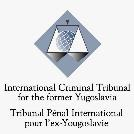 International Criminal Tribunal
for the former Yugoslavia
Tribunal Pénal International
pour l'ex-Yougoslavie